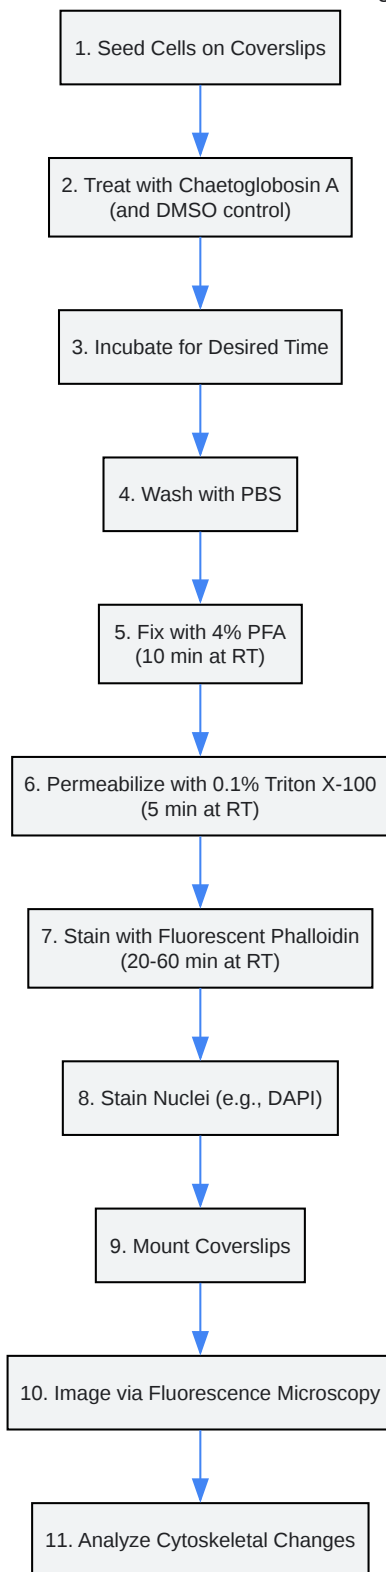 1. Seed Cells on Coverslips
2. Treat with Chaetoglobosin A
(and DMSO control)
3. Incubate for Desired Time
4. Wash with PBS
5. Fix with 4% PFA
(10 min at RT)
6. Permeabilize with 0.1% Triton X-100
(5 min at RT)
7. Stain with Fluorescent Phalloidin
(20-60 min at RT)
8. Stain Nuclei (e.g., DAPI)
9. Mount Coverslips
10. Image via Fluorescence Microscopy
11. Analyze Cytoskeletal Changes